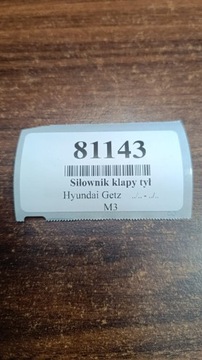 81143
Siłownik klapy tył
Hyundai Getz ../.. - ../..
M3